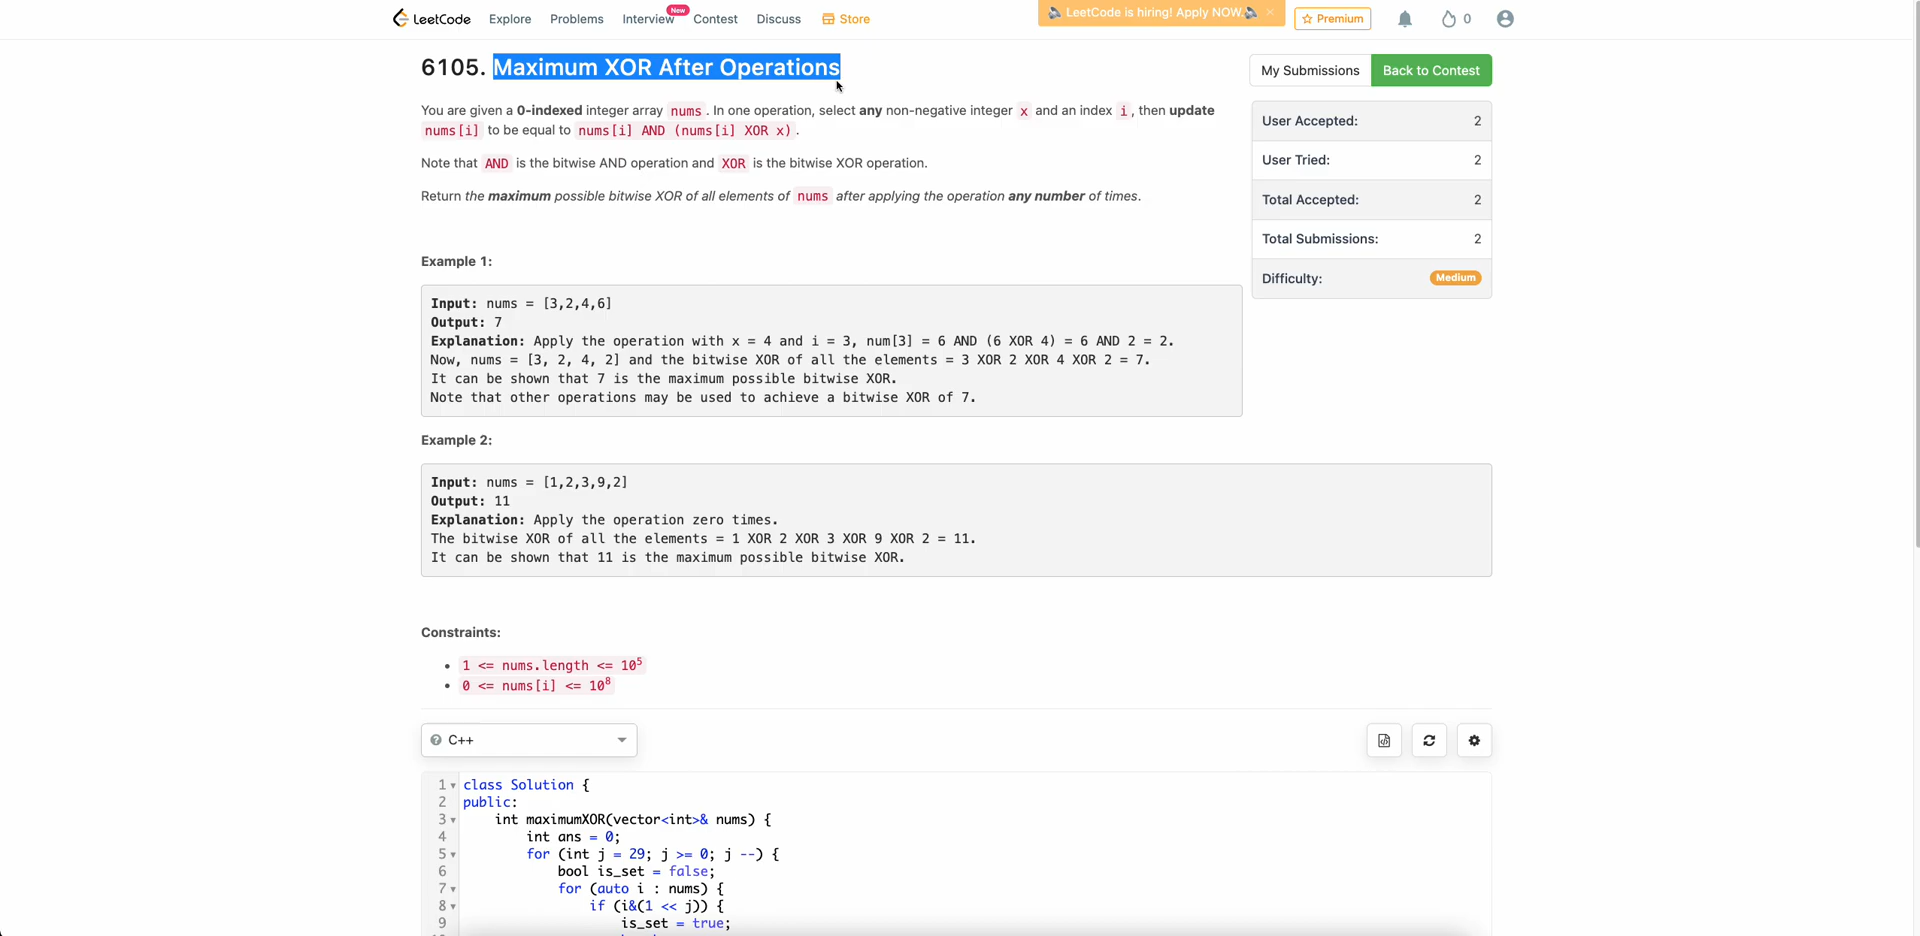 LeetCode Explore Problems Interview New Contest Discuss Store LeetCode is hiring! Apply NOW. × Premium 0
6105. Maximum XOR After Operations
My Submissions Back to Contest
You are given a 0-indexed integer array nums . In one operation, select any non-negative integer x and an index i , then update
nums[i] to be equal to nums[i] AND (nums[i] XOR x) .
Note that AND is the bitwise AND operation and XOR is the bitwise XOR operation.
Return the maximum possible bitwise XOR of all elements of nums after applying the operation any number of times.
User Accepted: 2
User Tried: 2
Total Accepted: 2
Total Submissions: 2
Difficulty: Medium
Example 1:
Input: nums = [3,2,4,6]
Output: 7
Explanation: Apply the operation with x = 4 and i = 3, num[3] = 6 AND (6 XOR 4) = 6 AND 2 = 2.
Now, nums = [3, 2, 4, 2] and the bitwise XOR of all the elements = 3 XOR 2 XOR 4 XOR 2 = 7.
It can be shown that 7 is the maximum possible bitwise XOR.
Note that other operations may be used to achieve a bitwise XOR of 7.
Example 2:
Input: nums = [1,2,3,9,2]
Output: 11
Explanation: Apply the operation zero times.
The bitwise XOR of all the elements = 1 XOR 2 XOR 3 XOR 9 XOR 2 = 11.
It can be shown that 11 is the maximum possible bitwise XOR.
Constraints:
• 1 <= nums.length <= 10⁵
• 0 <= nums[i] <= 10⁸
? C++
1 class Solution {
2 public:
3 int maximumXOR(vector<int>& nums) {
4 int ans = 0;
5 for (int j = 29; j >= 0; j --) {
6 bool is_set = false;
7 for (auto i : nums) {
8 if (i&(1 << j)) {
9 is_set = true;